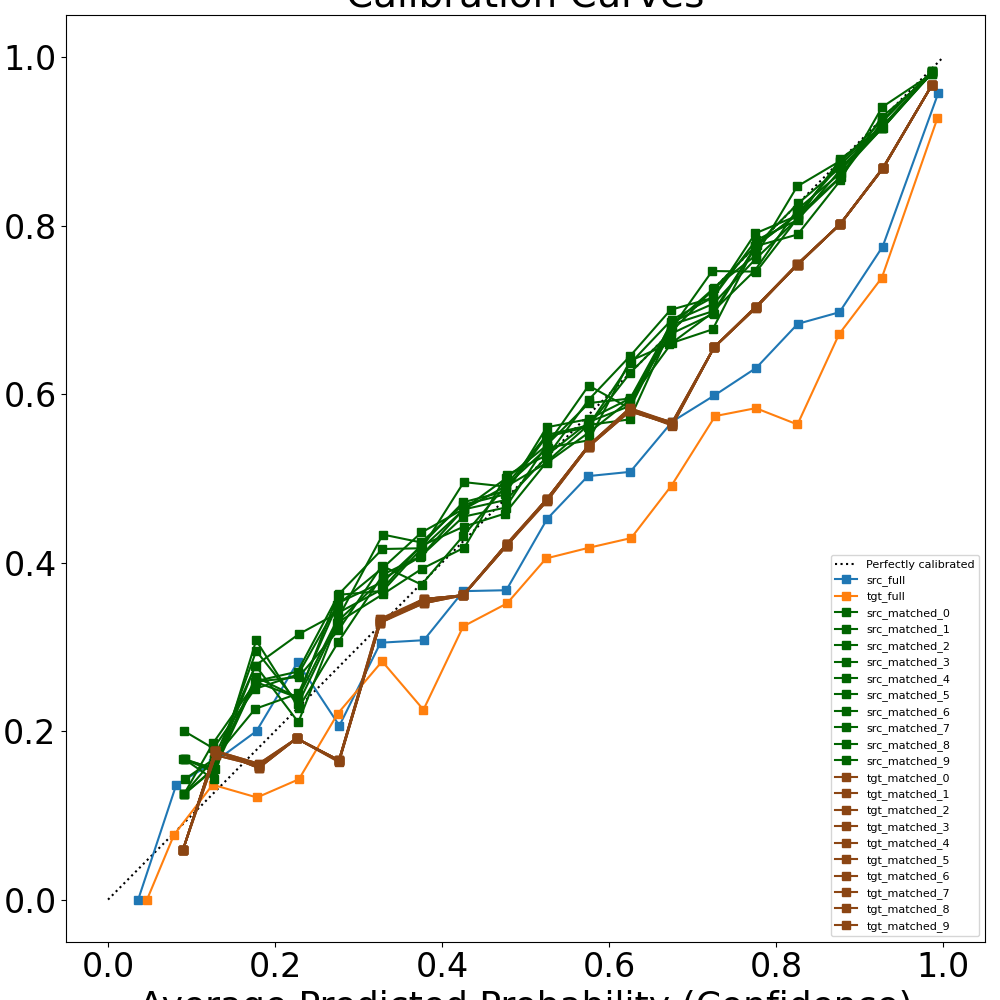 Calibration Curves
1.0
0.8
0.6
0.4
0.2
0.0
Perfectly calibrated
src_full
tgt_full
src_matched_0
src_matched_1
src_matched_2
src_matched_3
src_matched_4
src_matched_5
src_matched_6
src_matched_7
src_matched_8
src_matched_9
tgt_matched_0
tgt_matched_1
tgt_matched_2
tgt_matched_3
tgt_matched_4
tgt_matched_5
tgt_matched_6
tgt_matched_7
tgt_matched_8
tgt_matched_9
0.0 0.2 0.4 0.6 0.8 1.0
Average Predicted Probability (Confidence)